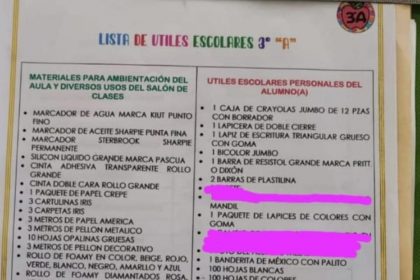 3A
LISTA DE UTILES ESCOLARES 3° "A"
MATERIALES PARA AMBIENTACIÓN DEL
AULA Y DIVERSOS USOS DEL SALÓN DE
CLASES
MARCADOR DE AGUA MARCA KIUT PUNTO
FINO
MARCADOR DE ACEITE SHARPIE PUNTA FINA
MARCADOR STERBROOK SHARPIE
PERMANENTE
SILICON LIQUIDO GRANDE MARCA PASCUA
CINTA ADHESIVA TRANSPARENTE ROLLO
GRANDE
CINTA DOBLE CARA ROLLO GRANDE
1 PAQUETE DE PAPEL CREPE
3 CARTULINAS IRIS
3 CARPETAS IRIS
3 METROS DE PAPEL AMERICA
3 METROS DE PELLON METALICO
10 HOJAS OPALINAS GRUESAS
3 METROS DE PELLON DECORATIVO
ROLLO DE FOAMY EN COLOR, BEIGE, ROJO,
VERDE, BLANCO, NEGRO, AMARILLO Y AZUL
ROLLO DE FOAMY DIAMANTADOS ROSA,
UTILES ESCOLARES PERSONALES DEL
ALUMNO(A)
1 CAJA DE CRAYOLAS JUMBO DE 12 PZAS
CON BORRADOR
1 LAPICERA DE DOBLE CIERRE
1 LAPIZ DE ESCRITURA TRIANGULAR GRUESO
CON GOMA
1 BICOLOR JUMBO
1 BARRA DE RESISTOL GRANDE MARCA PRITT
O DIXÓN
2 BARRAS DE PLASTILINA
MANDIL
1 PAQUETE DE LAPICES DE COLORES CON
GOMA
1 BANDERITA DE MÉXICO CON PALITO
100 HOJAS BLANCAS
100 HOJAS DE COLORES